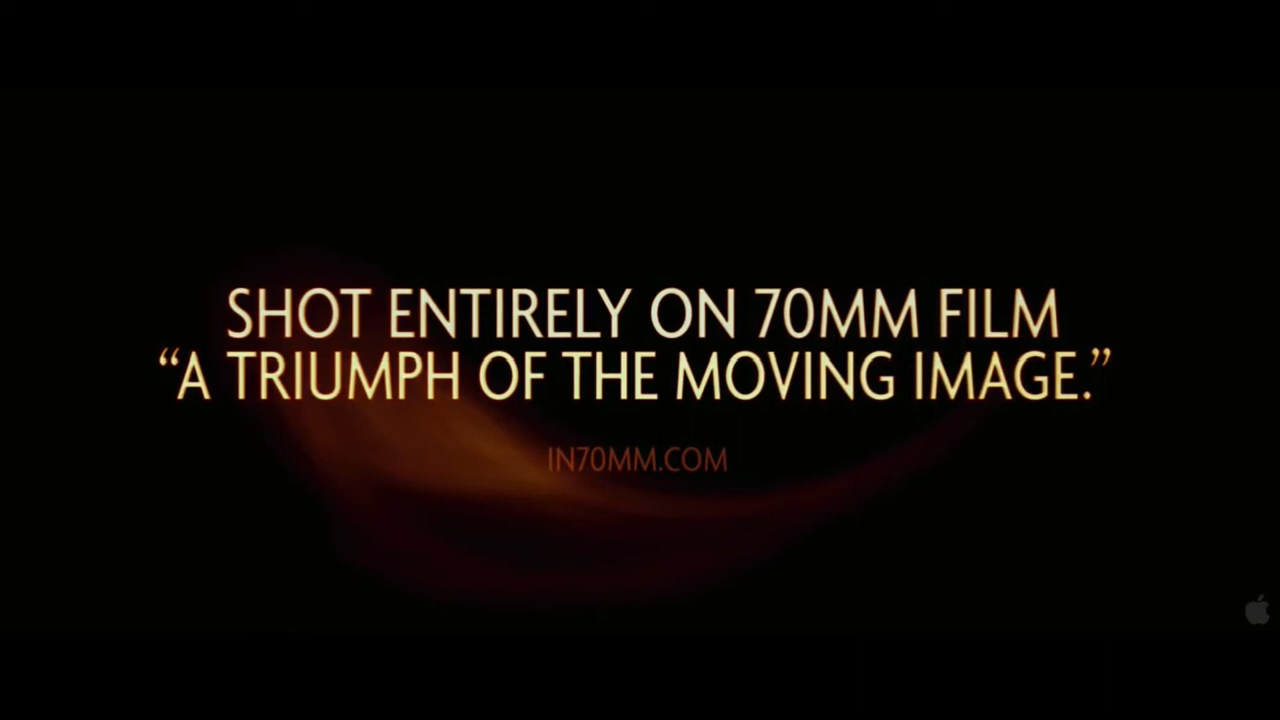 SHOT ENTIRELY ON 70MM FILM
“A TRIUMPH OF THE MOVING IMAGE.”
IN70MM.COM